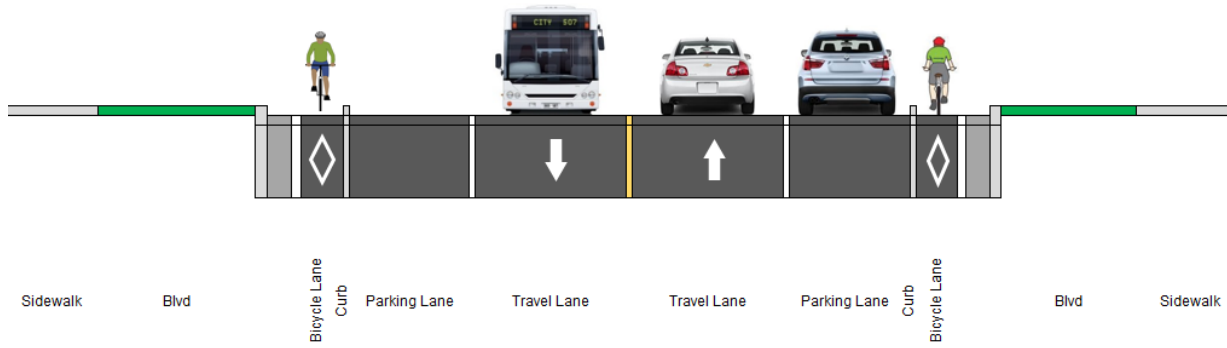 CITY 507
Sidewalk
Blvd
Bicycle Lane
Curb
Parking Lane
Travel Lane
Travel Lane
Parking Lane
Curb
Bicycle Lane
Blvd
Sidewalk